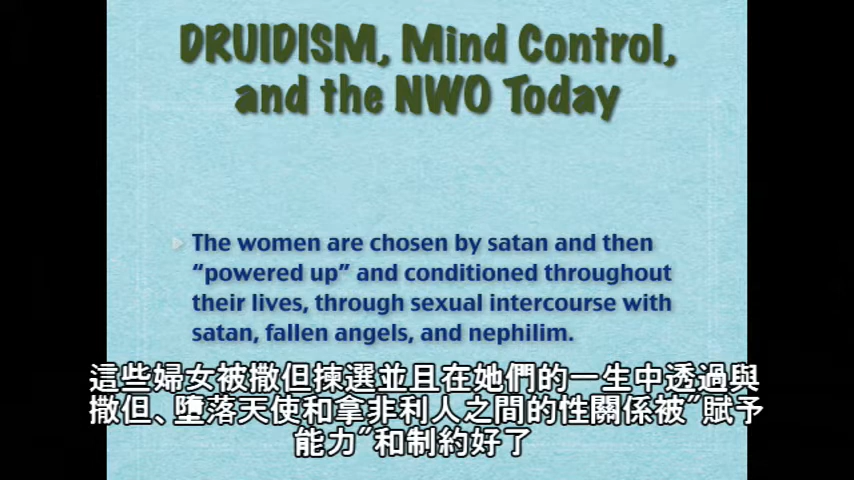 DRUIDISM, Mind Control,
and the NWO Today
The women are chosen by satan and then
“powered up” and conditioned throughout
their lives, through sexual intercourse with
satan, fallen angels, and nephilim.
這些婦女被撒但揀選並且在她們的一生中透過與
撒但、墮落天使和拿非利人之間的性關係被"賦予
能力"和制約好了